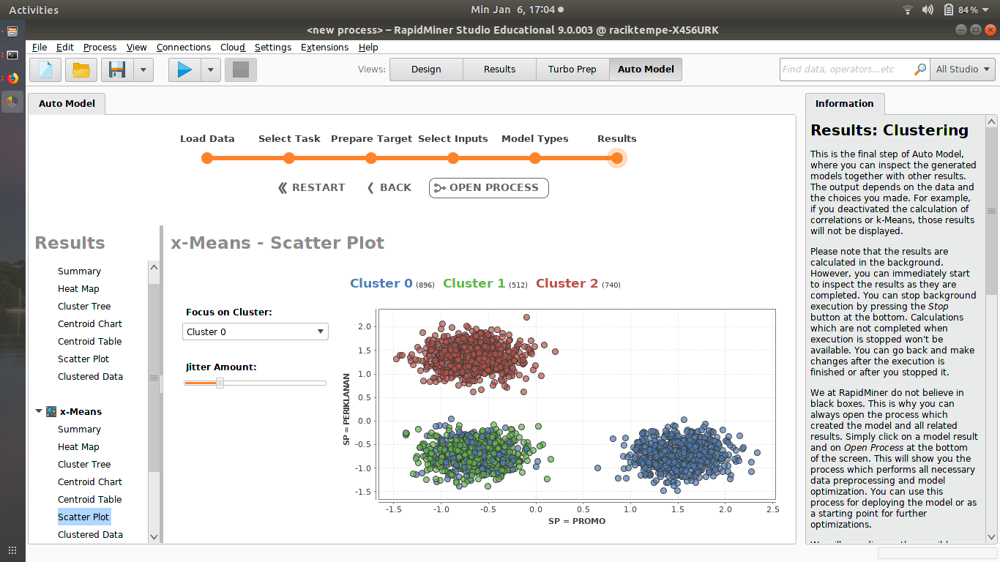 Activities
Min Jan 6, 17:04
84%
<new process> – RapidMiner Studio Educational 9.0.003 @ raciktempe-X456URK
File Edit Process View Connections Cloud Settings Extensions Help
Views:
Design
Results
Turbo Prep
Auto Model
Find data, operators...etc
All Studio
Auto Model
Load Data
Select Task
Prepare Target
Select Inputs
Model Types
Results
RESTART
BACK
OPEN PROCESS
Results
Summary
Heat Map
Cluster Tree
Centroid Chart
Centroid Table
Scatter Plot
Clustered Data
x-Means
Summary
Heat Map
Cluster Tree
Centroid Chart
Centroid Table
Scatter Plot
Clustered Data
x-Means - Scatter Plot
Cluster 0 (896) Cluster 1 (512) Cluster 2 (740)
Focus on Cluster:
Cluster 0
Jitter Amount:
SP = PERIKLANAN
2.0
1.5
1.0
0.5
0.0
-0.5
-1.0
-1.5
-1.5 -1.0 -0.5 0.0 0.5 1.0 1.5 2.0 2.5
SP = PROMO
Information
Results: Clustering
This is the final step of Auto Model,
where you can inspect the generated
models together with other results.
The output depends on the data and
the choices you made. For example,
if you deactivated the calculation of
correlations or k-Means, those results
will not be displayed.
Please note that the results are
calculated in the background.
However, you can immediately start
to inspect the results as they are
completed. You can stop background
execution by pressing the Stop
button at the bottom. Calculations
which are not completed when
execution is stopped won't be
available. You can go back and make
changes after the execution is
finished or after you stopped it.
We at RapidMiner do not believe in
black boxes. This is why you can
always open the process which
created the model and all related
results. Simply click on a model result
and on Open Process at the bottom
of the screen. This will show you the
process which performs all necessary
data preprocessing and model
optimization. You can use this
process for deploying the model or as
a starting point for further
optimizations.